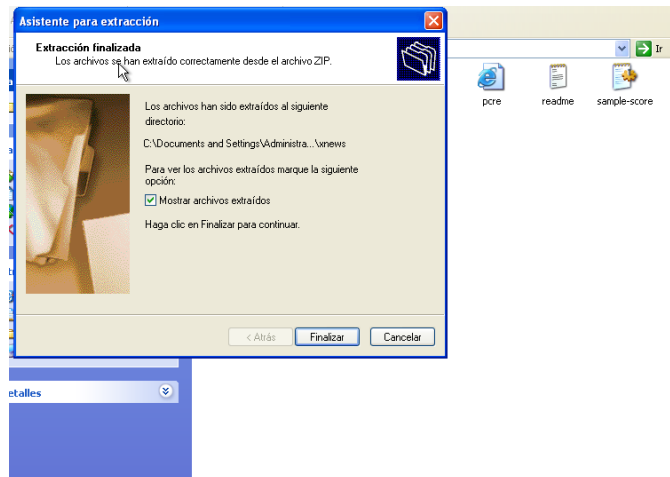 Asistente para extracción
Extracción finalizada
Los archivos se han extraído correctamente desde el archivo ZIP.
Ir
pcre
readme
sample-score
Los archivos han sido extraídos al siguiente
directorio:
C:\Documents and Settings\Administra...\xnews
Para ver los archivos extraídos marque la siguiente
opción:
Mostrar archivos extraídos
Haga clic en Finalizar para continuar.
< Atrás
Finalizar
Cancelar
etalles